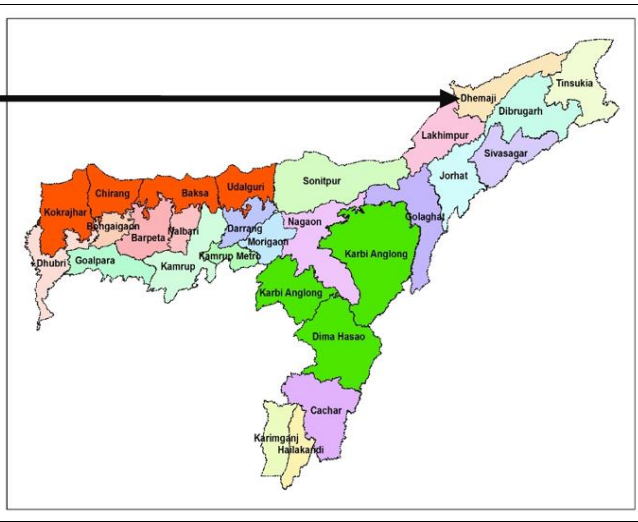 Tinsukia
Dhemaji
Dibrugarh
Lakhimpur
Sivasagar
Jorhat
Sonitpur
Udalguri
Baksa
Chirang
Kokrajhar
Golaghat
Nagaon
Bongaigaon
Nalbari
Darrang
Barpeta
Morigaon
Karbi Anglong
Kamrup Metro
Goalpara
Dhubri
Kamrup
Karbi Anglong
Dima Hasao
Cachar
Karimganj
Hailakandi